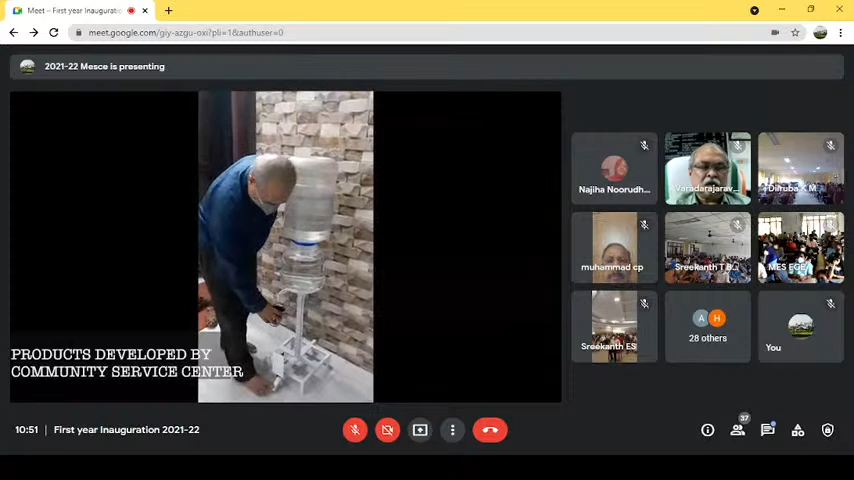 Meet – First year Inauguration
meet.google.com/giy-azgu-oxi?pli=1&authuser=0
2021-22 Mesce is presenting
PRODUCTS DEVELOPED BY
COMMUNITY SERVICE CENTER
Najiha Noorudh...
Varadarajarav...
Dilruba K M
muhammad cp
Sreekanth T B...
MES ECE
Sreekanth ES
A H
28 others
You
10:51 | First year Inauguration 2021-22
37